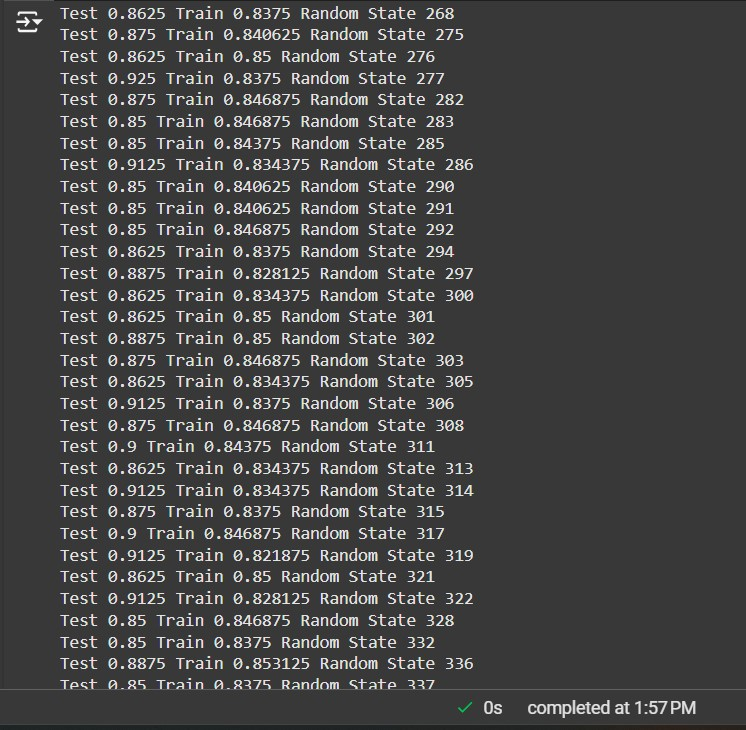 Test 0.8625 Train 0.8375 Random State 268
Test 0.875 Train 0.840625 Random State 275
Test 0.8625 Train 0.85 Random State 276
Test 0.925 Train 0.8375 Random State 277
Test 0.875 Train 0.846875 Random State 282
Test 0.85 Train 0.846875 Random State 283
Test 0.85 Train 0.84375 Random State 285
Test 0.9125 Train 0.834375 Random State 286
Test 0.85 Train 0.840625 Random State 290
Test 0.85 Train 0.840625 Random State 291
Test 0.85 Train 0.846875 Random State 292
Test 0.8625 Train 0.8375 Random State 294
Test 0.8875 Train 0.828125 Random State 297
Test 0.8625 Train 0.834375 Random State 300
Test 0.8625 Train 0.85 Random State 301
Test 0.8875 Train 0.85 Random State 302
Test 0.875 Train 0.846875 Random State 303
Test 0.8625 Train 0.834375 Random State 305
Test 0.9125 Train 0.8375 Random State 306
Test 0.875 Train 0.846875 Random State 308
Test 0.9 Train 0.84375 Random State 311
Test 0.8625 Train 0.834375 Random State 313
Test 0.9125 Train 0.834375 Random State 314
Test 0.875 Train 0.8375 Random State 315
Test 0.9 Train 0.846875 Random State 317
Test 0.9125 Train 0.821875 Random State 319
Test 0.8625 Train 0.85 Random State 321
Test 0.9125 Train 0.828125 Random State 322
Test 0.85 Train 0.846875 Random State 328
Test 0.85 Train 0.8375 Random State 332
Test 0.8875 Train 0.853125 Random State 336
Test 0.85 Train 0.8375 Random State 337
0s completed at 1:57 PM